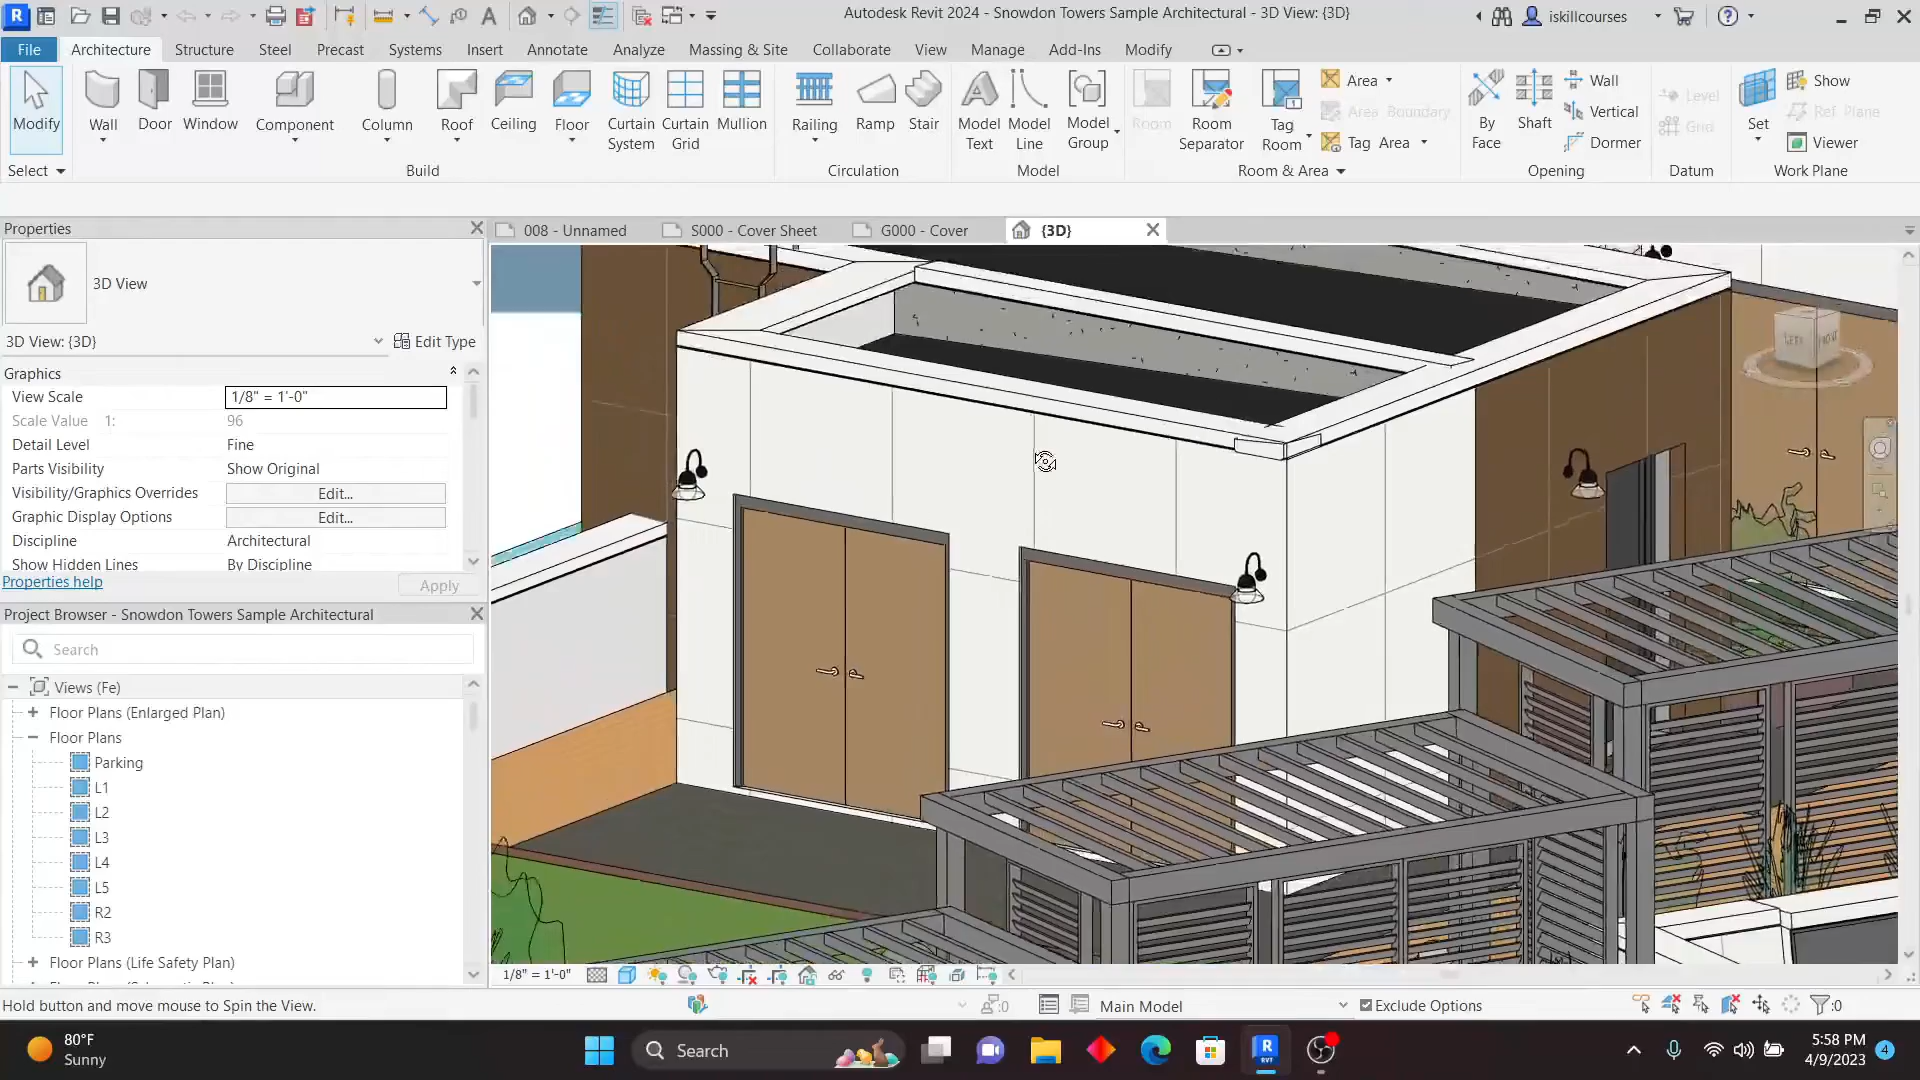 Autodesk Revit 2024 - Snowdon Towers Sample Architectural - 3D View: {3D}
iskillcourses
File Architecture Structure Steel Precast Systems Insert Annotate Analyze Massing & Site Collaborate View Manage Add-Ins Modify
Modify Wall Door Window Component Column Roof Ceiling Floor Curtain System Curtain Grid Mullion Railing Ramp Stair Model Text Model Line Model Group Room Room Separator Tag Room By Face Shaft Set
Area Area Boundary Tag Area
Wall Vertical Dormer
Level Grid
Show Ref Plane Viewer
Select Build Circulation Model Room & Area Opening Datum Work Plane
Properties
008 - Unnamed S000 - Cover Sheet G000 - Cover {3D}
3D View
3D View: {3D} Edit Type
Graphics
View Scale 1/8" = 1'-0"
Scale Value 1: 96
Detail Level Fine
Parts Visibility Show Original
Visibility/Graphics Overrides Edit...
Graphic Display Options Edit...
Discipline Architectural
Show Hidden Lines By Discipline
Properties help Apply
Project Browser - Snowdon Towers Sample Architectural
Search
Views (Fe)
Floor Plans (Enlarged Plan)
Floor Plans
Parking
L1
L2
L3
L4
L5
R2
R3
Floor Plans (Life Safety Plan)
1/8" = 1'-0"
Hold button and move mouse to Spin the View. :0 Main Model Exclude Options :0
80°F
Sunny
Search
5:58 PM
4/9/2023
4